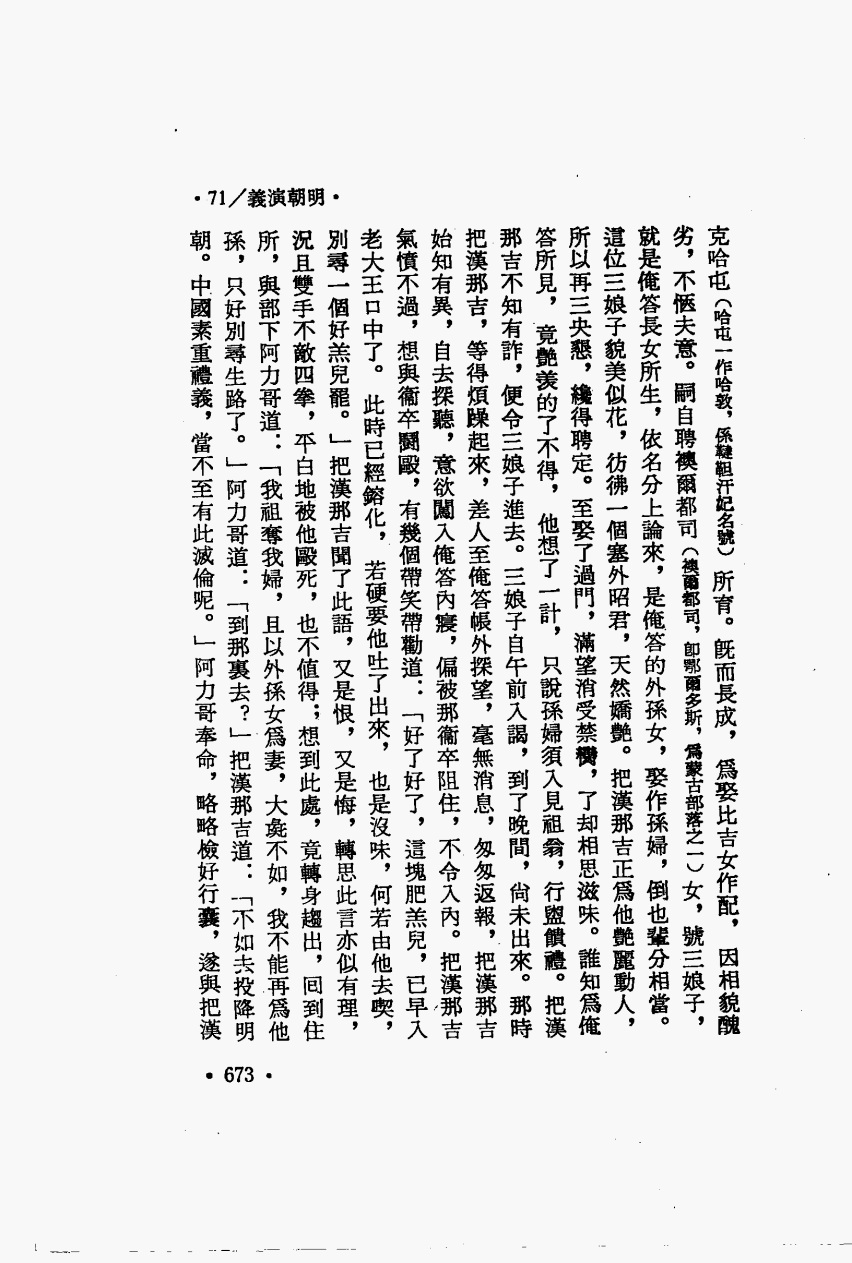 •71/義演朝明•
克哈屯(哈屯一作哈敦，係韃靼汗妃名號)所育。既而長成，爲娶比吉女作配，因相貌醜
劣，不愜夫意。嗣自聘襖爾都司(襖爾都司，卽鄂爾多斯，爲蒙古部落之一)女，號三娘子，
就是俺答長女所生，依名分上論來，是俺答的外孫女，娶作孫婦，倒也輩分相當。
這位三娘子貌美似花，彷彿一個塞外昭君，天然嬌艷。把漢那吉正爲他艷麗動人，
所以再三央懇，纔得聘定。至娶了過門，滿望消受禁臠，了却相思滋味。誰知爲俺
答所見，竟艷羨的了不得，他想了一計，只說孫婦須入見祖翁，行盥饋禮。把漢
那吉不知有詐，便令三娘子進去。三娘子自午前入謁，到了晚間，尙未出來。那時
把漢那吉，等得煩躁起來，差人至俺答帳外探望，毫無消息，匆匆返報，把漢那吉
始知有異，自去探聽，意欲闖入俺答內寢，偏被那衞卒阻住，不令入內。把漢那吉
氣憤不過，想與衞卒鬭毆，有幾個帶笑帶勸道：「好了好了，這塊肥羔兒，已早入
老大王口中了。此時已經鎔化，若硬要他吐了出來，也是沒味，何若由他去喫，
別尋一個好羔兒罷。」把漢那吉聞了此語，又是恨，又是悔，轉思此言亦似有理，
況且雙手不敵四拳，平白地被他毆死，也不值得；想到此處，竟轉身趨出，回到住
所，與部下阿力哥道：「我祖奪我婦，且以外孫女爲妻，大彘不如，我不能再爲他
孫，只好別尋生路了。」阿力哥道：「到那裏去？」把漢那吉道：「不如去投降明
朝。中國素重禮義，當不至有此滅倫呢。」阿力哥奉命，略略檢好行囊，遂與把漢
•673•